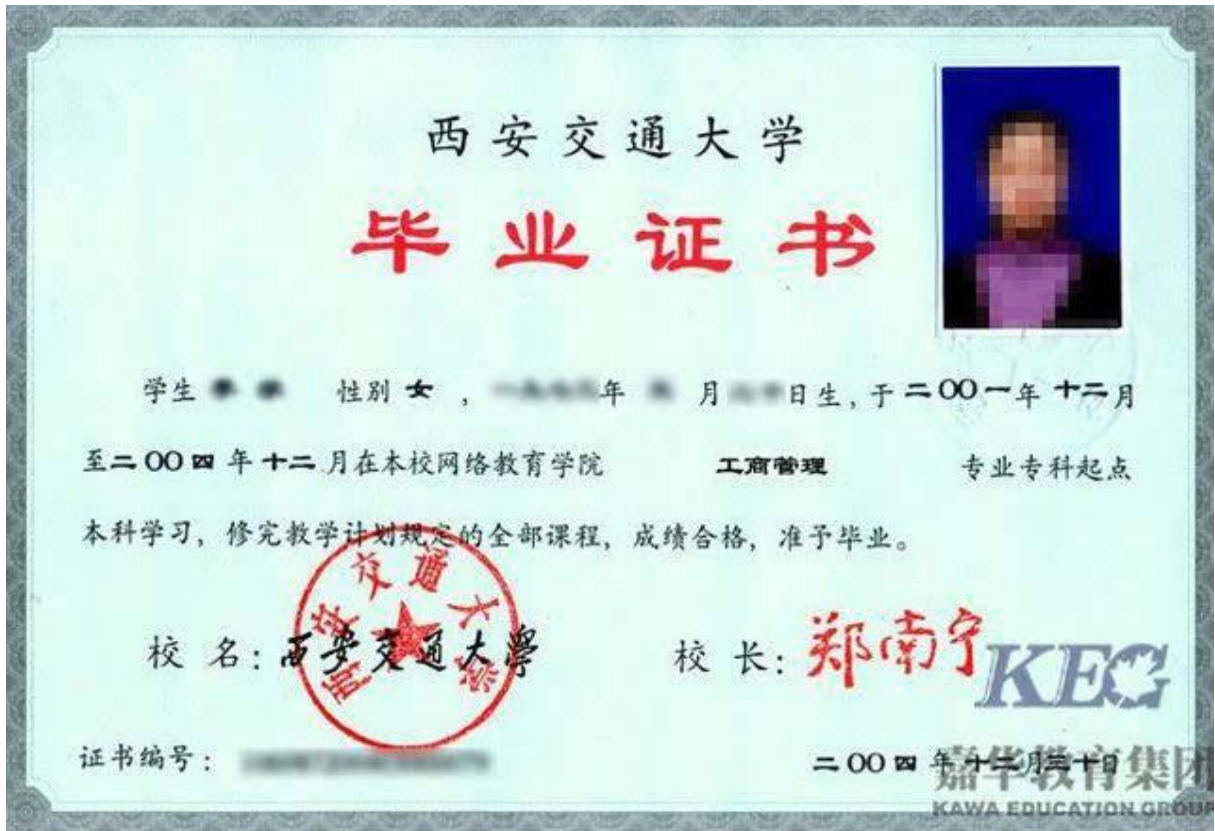 西安交通大学
毕业证书
学生 性别 女 , 年 月 日生, 于 二〇〇一年 十二月
至二〇〇四 年 十二 月在本校网络教育学院 工商管理 专业专科起点
本科学习, 修完教学计划规定的全部课程, 成绩合格, 准予毕业。
西安交通大学
校 名: 西安交通大學 校 长: 郑南宁
KEG
证书编号: 二〇〇四 年 十二月三十日
嘉华教育集团
KAWA EDUCATION GROUP